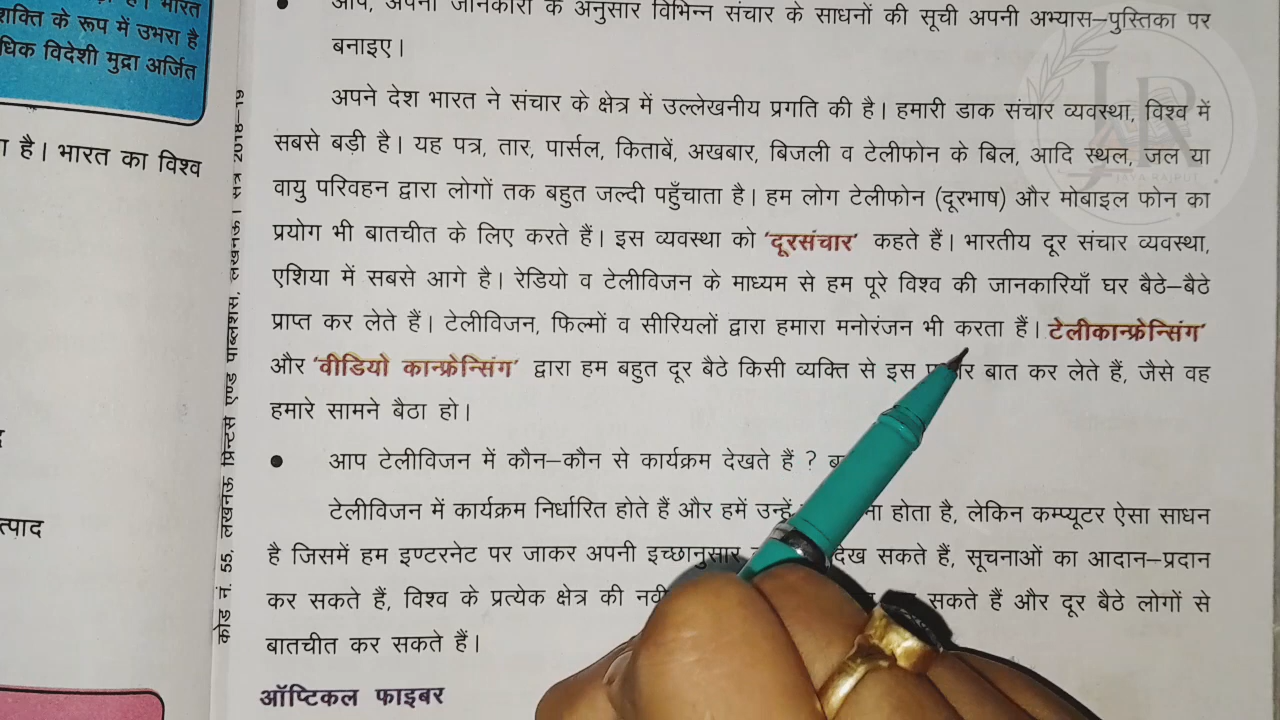 भारत
शक्ति के रूप में उभरा है
धिक विदेशी मुद्रा अर्जित
ा है। भारत का विश्व
त्पाद
कोड नं. 55, लखनऊ प्रिन्टर्स एण्ड पब्लिशर्स, लखनऊ। सत्र 2018–19
आप, अपनी जानकारी के अनुसार विभिन्न संचार के साधनों की सूची अपनी अभ्यास–पुस्तिका पर
बनाइए।
अपने देश भारत ने संचार के क्षेत्र में उल्लेखनीय प्रगति की है। हमारी डाक संचार व्यवस्था, विश्व में
सबसे बड़ी है। यह पत्र, तार, पार्सल, किताबें, अखबार, बिजली व टेलीफोन के बिल, आदि स्थल, जल या
वायु परिवहन द्वारा लोगों तक बहुत जल्दी पहुँचाता है। हम लोग टेलीफोन (दूरभाष) और मोबाइल फोन का
प्रयोग भी बातचीत के लिए करते हैं। इस व्यवस्था को 'दूरसंचार' कहते हैं। भारतीय दूर संचार व्यवस्था,
एशिया में सबसे आगे है। रेडियो व टेलीविजन के माध्यम से हम पूरे विश्व की जानकारियाँ घर बैठे–बैठे
प्राप्त कर लेते हैं। टेलीविजन, फिल्मों व सीरियलों द्वारा हमारा मनोरंजन भी करता हैं। टेलीकान्फ्रेन्सिंग'
और 'वीडियो कान्फ्रेन्सिंग' द्वारा हम बहुत दूर बैठे किसी व्यक्ति से इस बात कर लेते हैं, जैसे वह
हमारे सामने बैठा हो।
● आप टेलीविजन में कौन–कौन से कार्यक्रम देखते हैं ?
टेलीविजन में कार्यक्रम निर्धारित होते हैं और हमें उन्हें होता है, लेकिन कम्प्यूटर ऐसा साधन
है जिसमें हम इण्टरनेट पर जाकर अपनी इच्छानुसार देख सकते हैं, सूचनाओं का आदान–प्रदान
कर सकते हैं, विश्व के प्रत्येक क्षेत्र की सकते हैं और दूर बैठे लोगों से
बातचीत कर सकते हैं।
ऑप्टिकल फाइबर
JR
JAYA RAJPUT